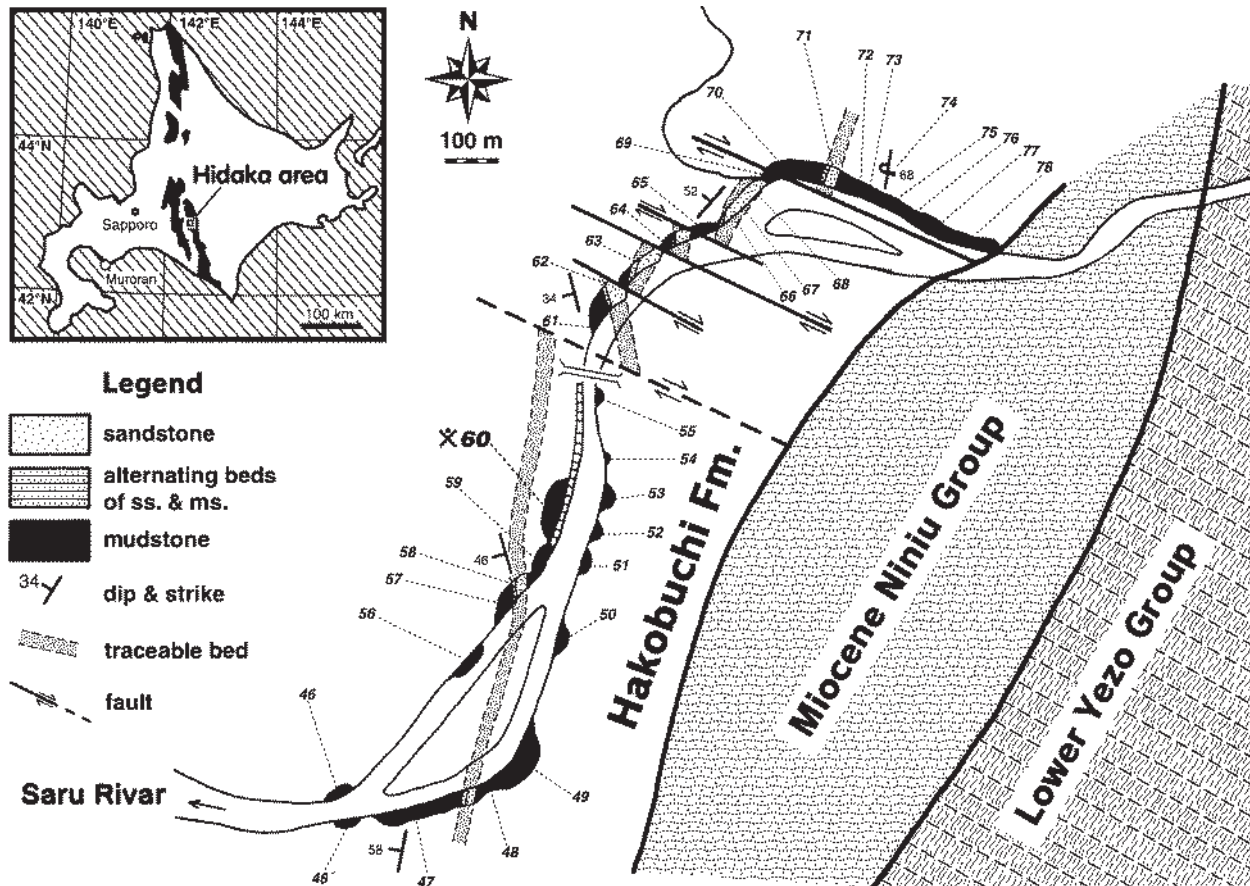 140°E
142°E
144°E
44°N
Hidaka area
Sapporo
Muroran
42°N
100 km
N
100 m
Legend
sandstone
alternating beds
of ss. & ms.
mudstone
34
dip & strike
traceable bed
fault
71
72
73
70
74
69
68
75
76
77
78
65
52
64
63
62
66
67
68
34
61
55
※60
54
59
53
52
58
46
51
57
56
50
46
49
48
58
46
47
Saru Rivar
Hakobuchi Fm.
Miocene Niniu Group
Lower Yezo Group